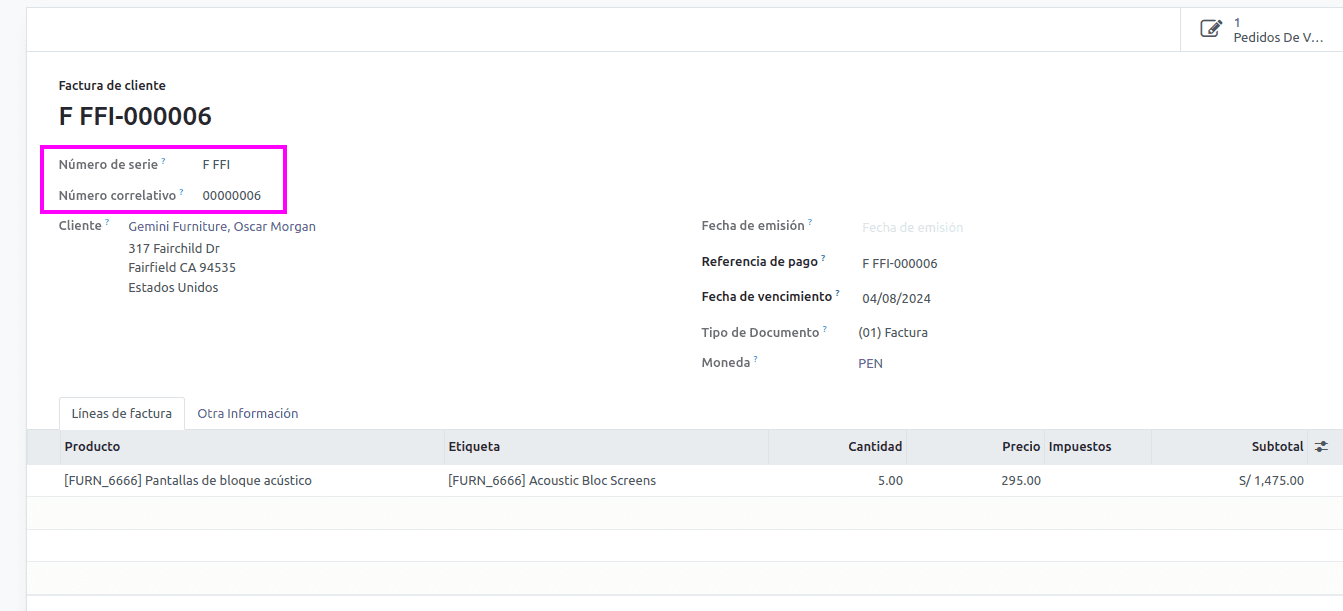 1
Pedidos De V...
Factura de cliente
F FFI-000006
Número de serie ? F FFI
Número correlativo ? 00000006
Cliente ? Gemini Furniture, Oscar Morgan
317 Fairchild Dr
Fairfield CA 94535
Estados Unidos
Fecha de emisión ? Fecha de emisión
Referencia de pago ? F FFI-000006
Fecha de vencimiento ? 04/08/2024
Tipo de Documento ? (01) Factura
Moneda ? PEN
Líneas de factura Otra Información
Producto Etiqueta Cantidad Precio Impuestos Subtotal
[FURN_6666] Pantallas de bloque acústico [FURN_6666] Acoustic Bloc Screens 5.00 295.00 S/ 1,475.00